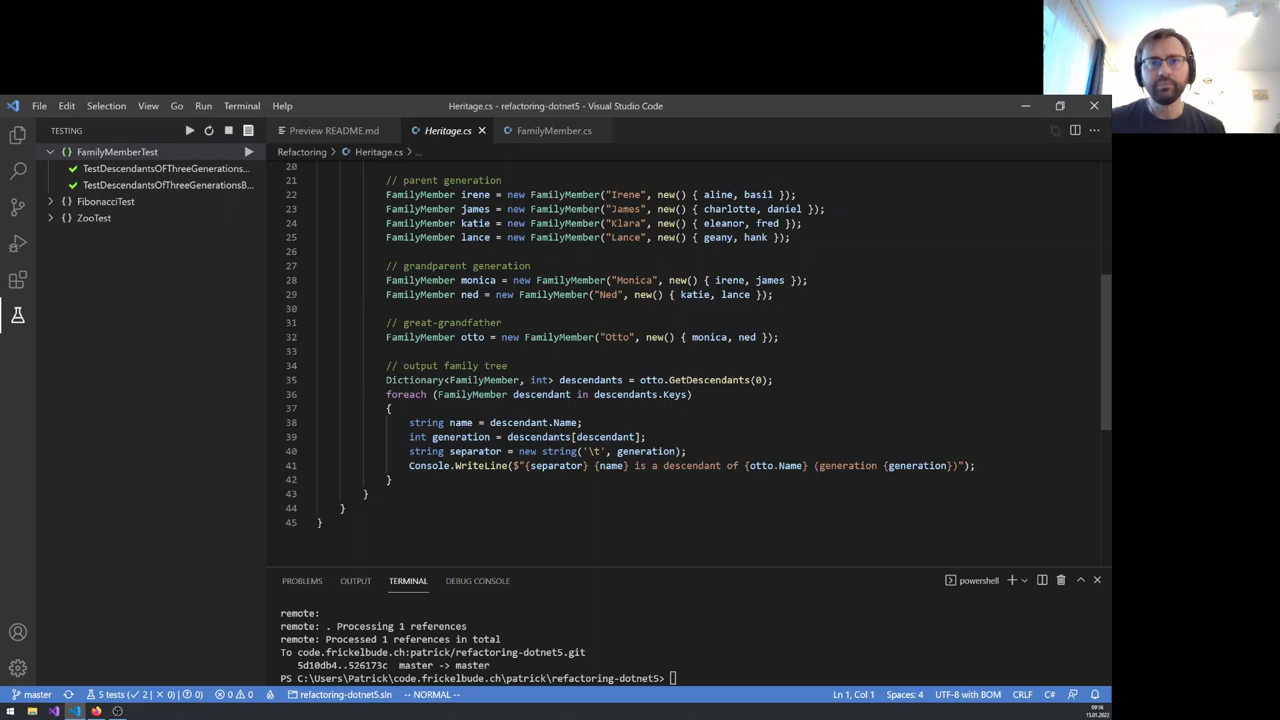 File Edit Selection View Go Run Terminal Help Heritage.cs - refactoring-dotnet5 - Visual Studio Code
TESTING
FamilyMemberTest
TestDescendantsOFThreeGenerations...
TestDescendantsOfThreeGenerationsB...
FibonacciTest
ZooTest
Preview README.md Heritage.cs FamilyMember.cs
Refactoring > Heritage.cs > ...
20
21 // parent generation
22 FamilyMember irene = new FamilyMember("Irene", new() { aline, basil });
23 FamilyMember james = new FamilyMember("James", new() { charlotte, daniel });
24 FamilyMember katie = new FamilyMember("Klara", new() { eleanor, fred });
25 FamilyMember lance = new FamilyMember("Lance", new() { geany, hank });
26
27 // grandparent generation
28 FamilyMember monica = new FamilyMember("Monica", new() { irene, james });
29 FamilyMember ned = new FamilyMember("Ned", new() { katie, lance });
30
31 // great-grandfather
32 FamilyMember otto = new FamilyMember("Otto", new() { monica, ned });
33
34 // output family tree
35 Dictionary<FamilyMember, int> descendants = otto.GetDescendants(0);
36 foreach (FamilyMember descendant in descendants.Keys)
37 {
38 string name = descendant.Name;
39 int generation = descendants[descendant];
40 string separator = new string('\t', generation);
41 Console.WriteLine($"{separator} {name} is a descendant of {otto.Name} (generation {generation})");
42 }
43 }
44 }
45 }
PROBLEMS OUTPUT TERMINAL DEBUG CONSOLE powershell
remote:
remote: . Processing 1 references
remote: Processed 1 references in total
To code.frickelbude.ch:patrick/refactoring-dotnet5.git
5d10db4..526173c master -> master
PS C:\Users\Patrick\code.frickelbude.ch\patrick\refactoring-dotnet5>
master 5 tests ( 2 | 0) ( 0) 0 0 refactoring-dotnet5.sln -- NORMAL -- Ln 1, Col 1 Spaces: 4 UTF-8 with BOM CRLF C#
09:56
15.01.2022